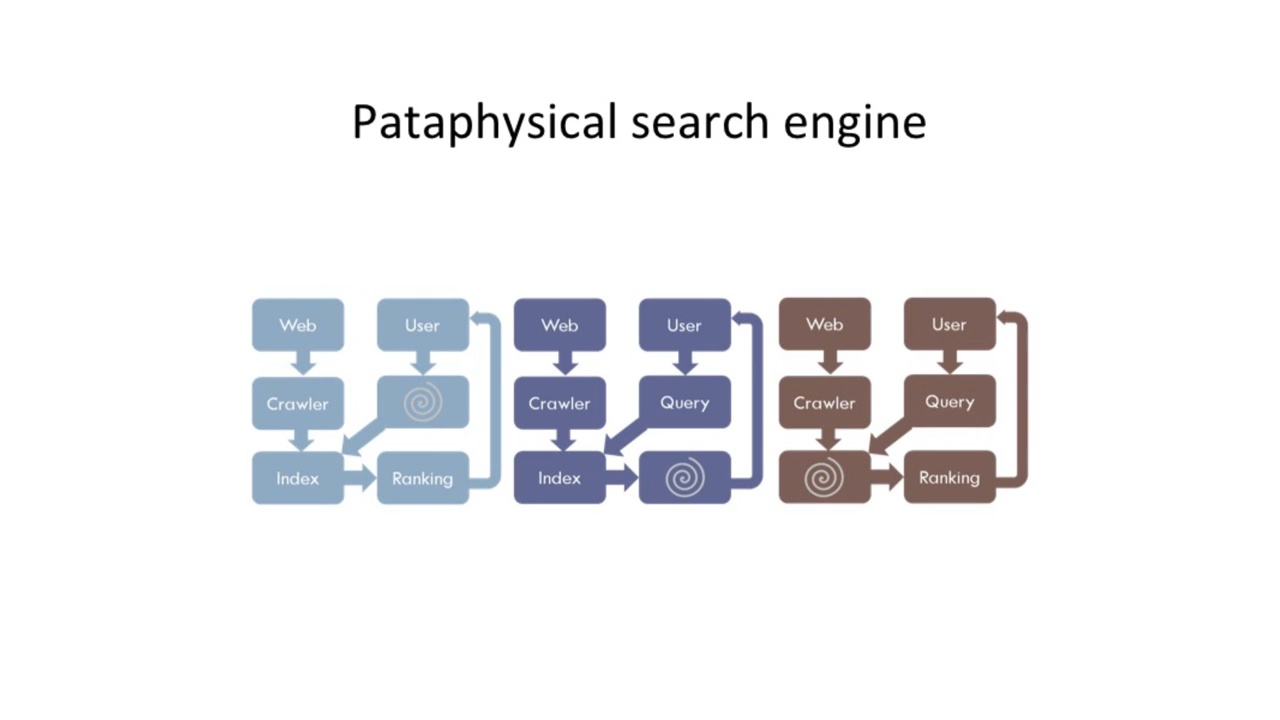 Pataphysical search engine
Web
User
Crawler
Index
Ranking
Web
User
Crawler
Query
Index
Web
User
Crawler
Query
Ranking